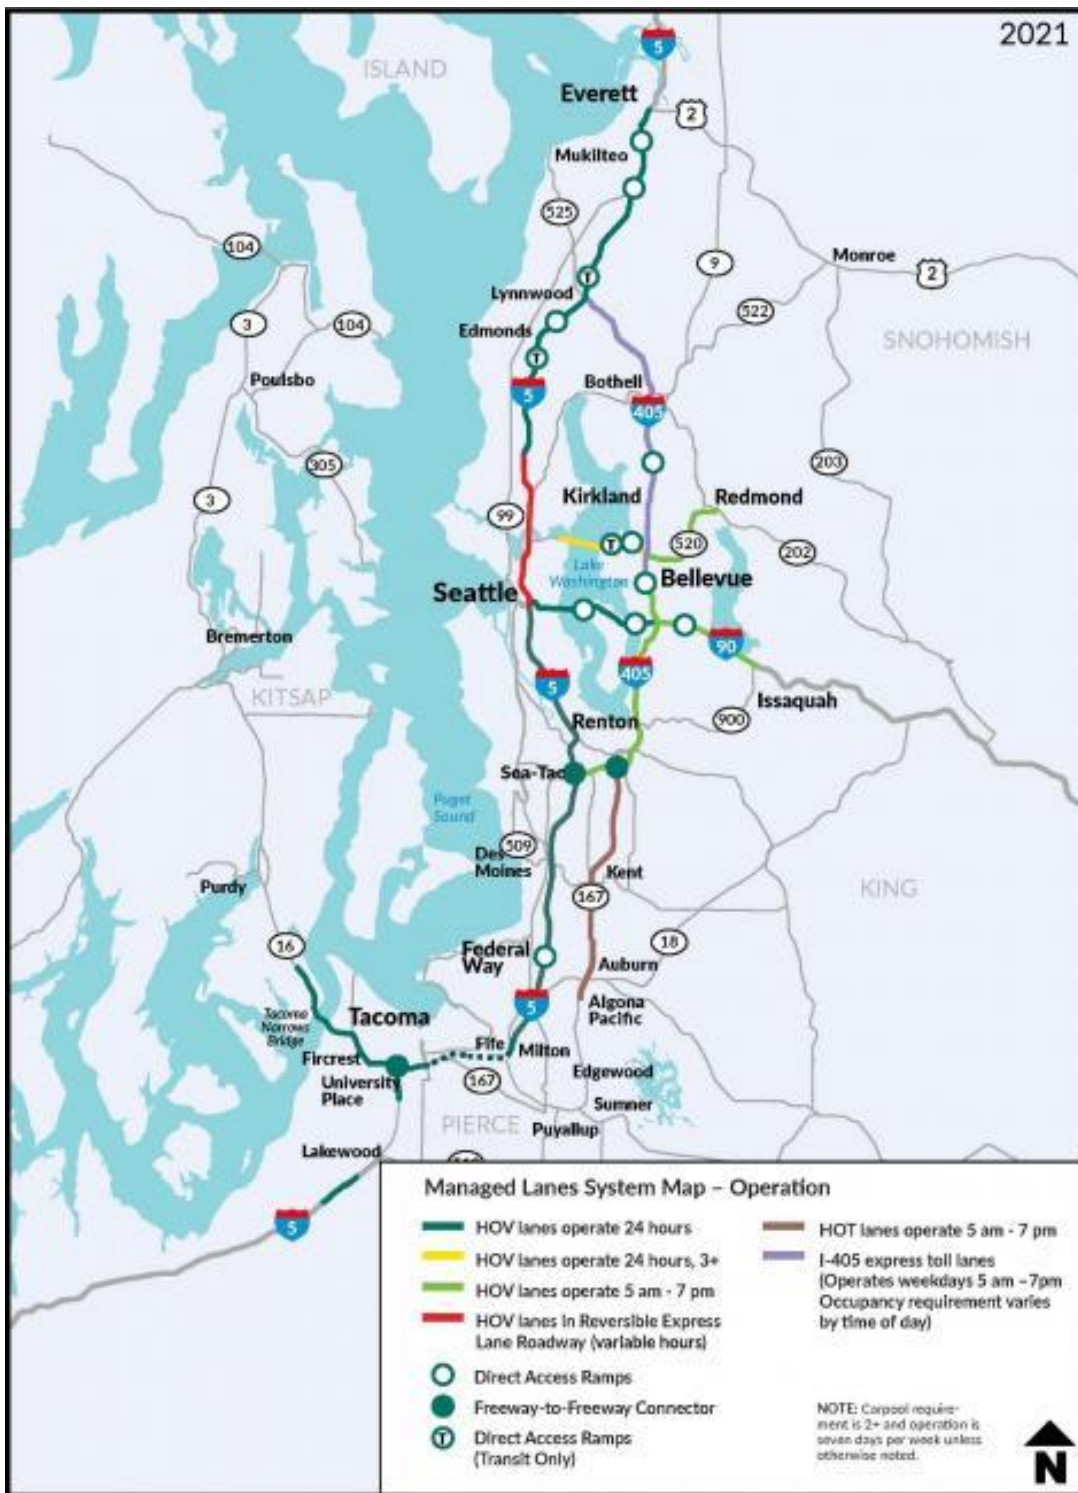 2021
ISLAND
5
Everett
2
Mukilteo
525
104
9
Monroe
2
Lynnwood
T
3
104
Edmonds
522
SNOHOMISH
T
Poulsbo
5
Bothell
405
305
203
3
Kirkland
Redmond
99
T
520
202
Lake
Washington
Seattle
Bellevue
Bremerton
90
KITSAP
5
405
Issaquah
Renton
900
Sea-Tac
Puget
Sound
509
Des
Moines
Kent
Purdy
167
KING
16
Federal
Way
18
Auburn
5
Algona
Pacific
Tacoma
Narrows
Bridge
Tacoma
Fircrest
Fife
Milton
University
Place
167
Edgewood
Sumner
PIERCE
Puyallup
Lakewood
5
Managed Lanes System Map – Operation
HOV lanes operate 24 hours
HOV lanes operate 24 hours, 3+
HOV lanes operate 5 am - 7 pm
HOV lanes in Reversible Express
Lane Roadway (variable hours)
Direct Access Ramps
Freeway-to-Freeway Connector
T
Direct Access Ramps
(Transit Only)
HOT lanes operate 5 am - 7 pm
I-405 express toll lanes
(Operates weekdays 5 am –7pm
Occupancy requirement varies
by time of day)
NOTE: Carpool require-
ment is 2+ and operation is
seven days per week unless
otherwise noted.
N